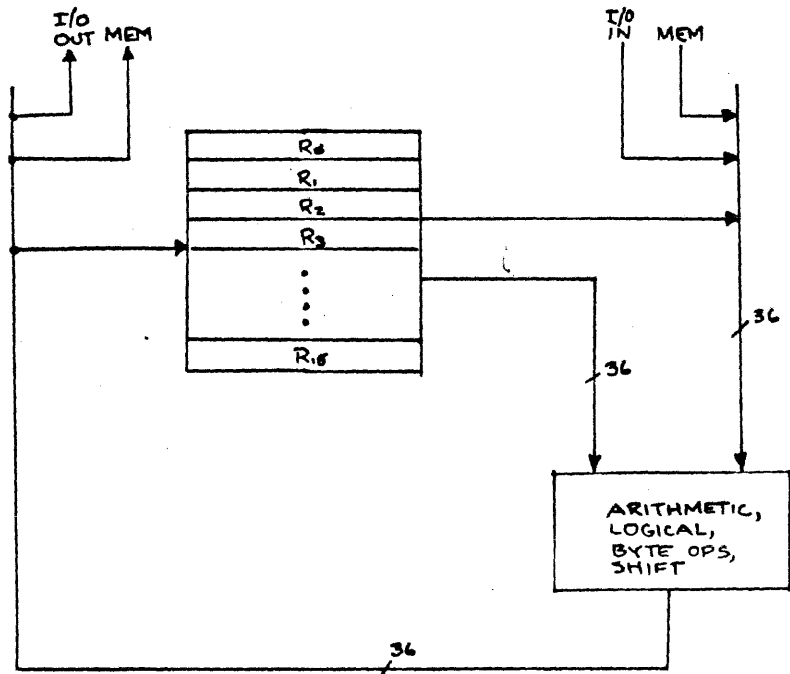 I/O
OUT MEM
I/O
IN MEM
R0
R1
R2
R3
R15
36
36
ARITHMETIC,
LOGICAL,
BYTE OPS,
SHIFT
36